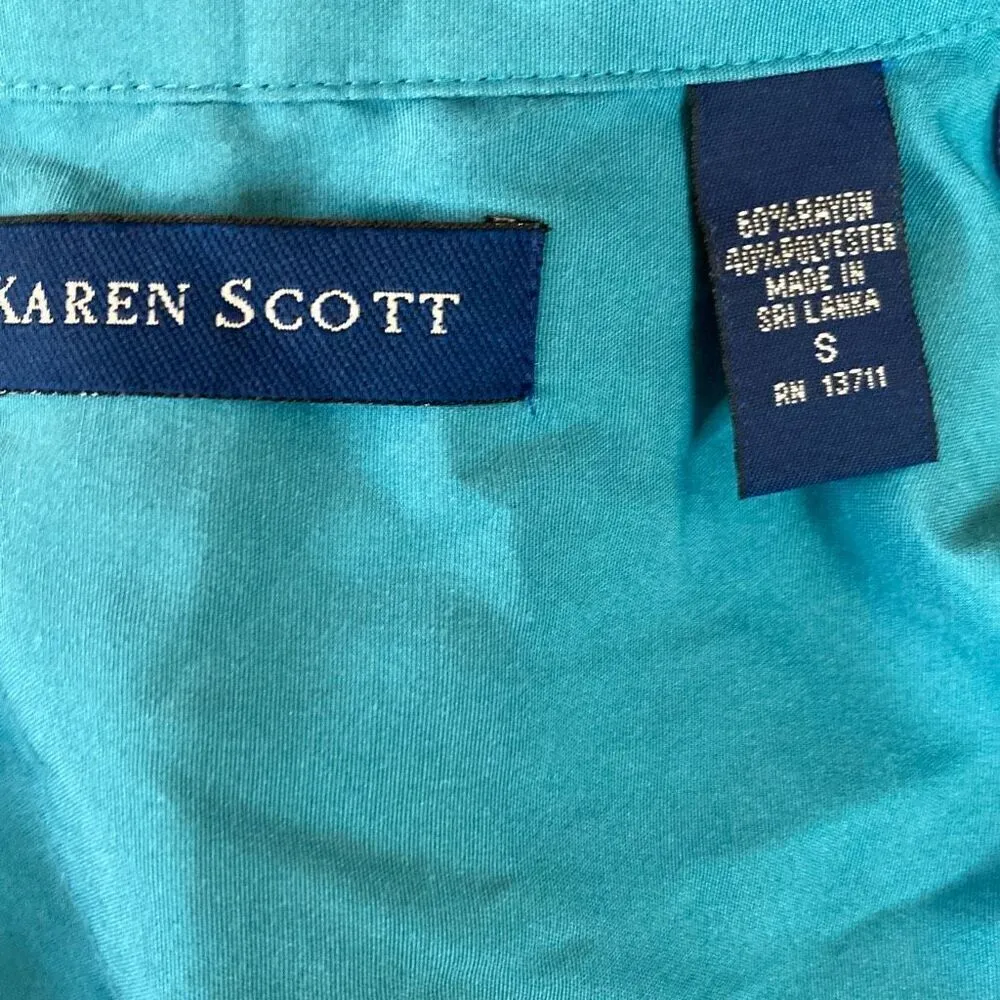 KAREN SCOTT
60%RAYON
40%POLYESTER
MADE IN
SRI LANKA
S
RN 13711